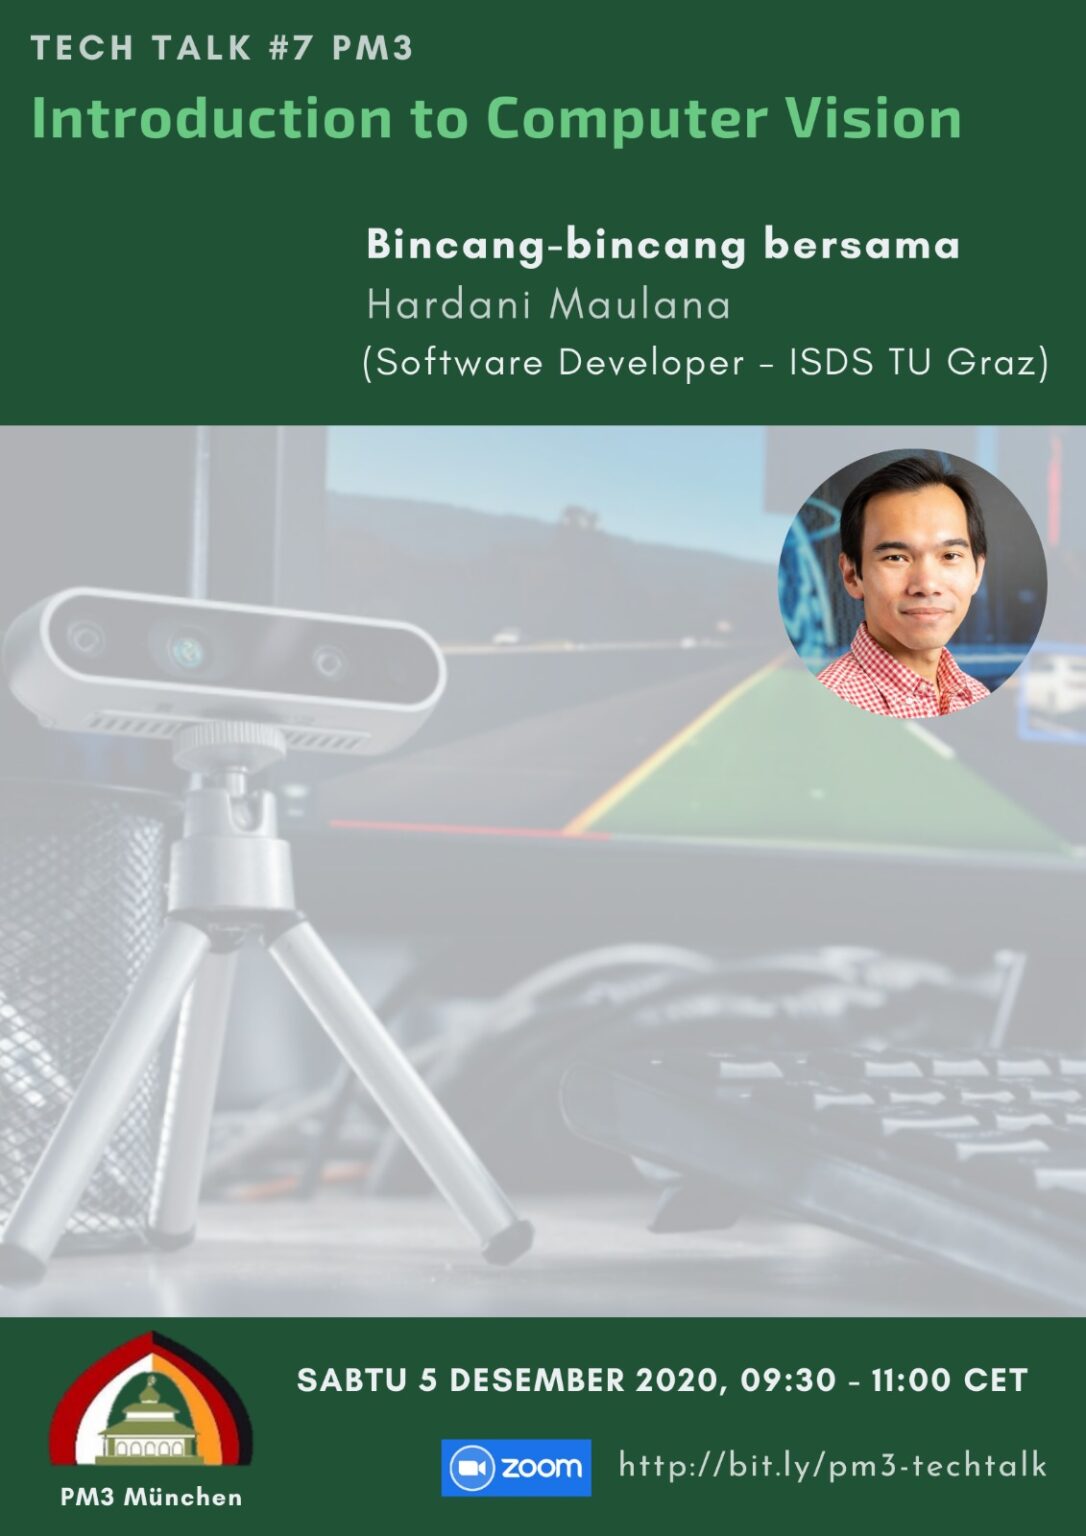 TECH TALK #7 PM3
Introduction to Computer Vision
Bincang-bincang bersama
Hardani Maulana
(Software Developer – ISDS TU Graz)
SABTU 5 DESEMBER 2020, 09:30 - 11:00 CET
zoom http://bit.ly/pm3-techtalk
PM3 München